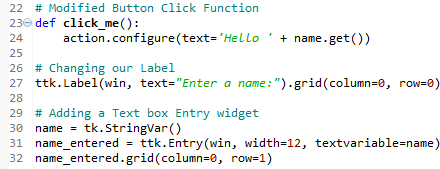 22 # Modified Button Click Function
23 def click_me():
24     action.configure(text='Hello ' + name.get())
25
26 # Changing our Label
27 ttk.Label(win, text="Enter a name:").grid(column=0, row=0)
28
29 # Adding a Text box Entry widget
30 name = tk.StringVar()
31 name_entered = ttk.Entry(win, width=12, textvariable=name)
32 name_entered.grid(column=0, row=1)